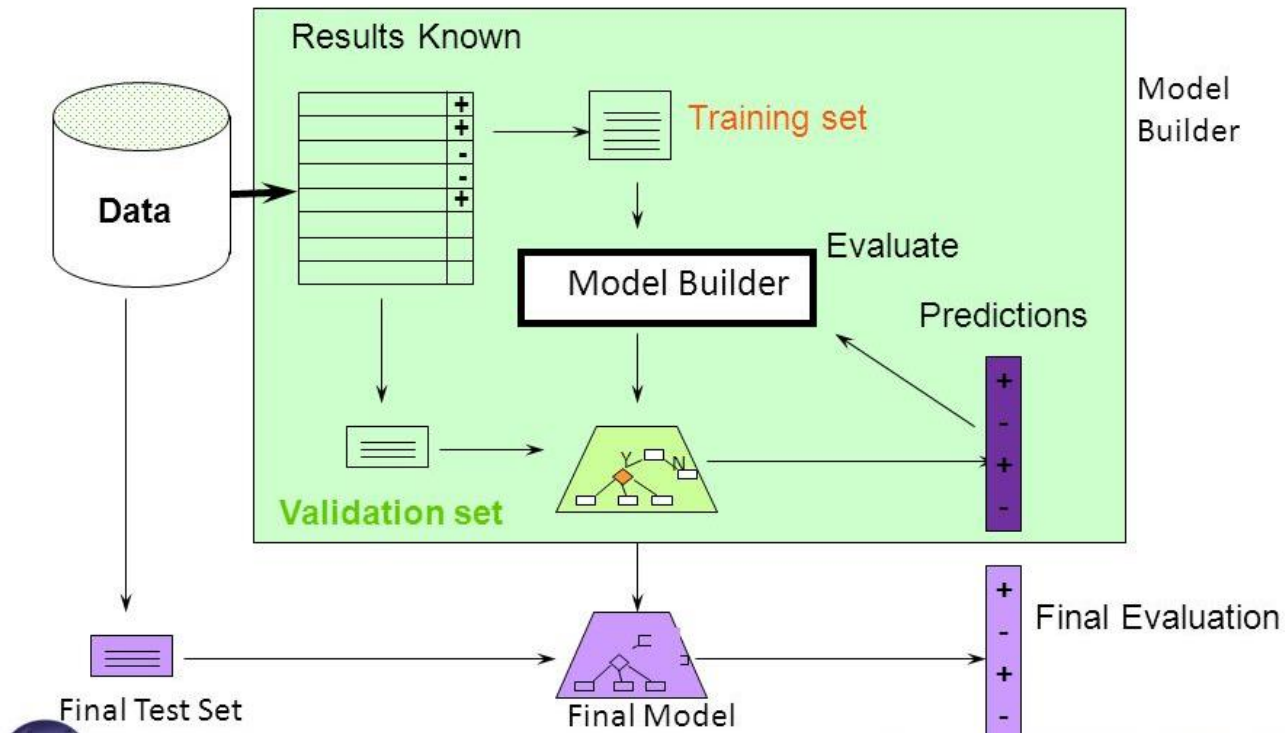 Results Known
Model
Builder
+
+
-
-
+
Training set
Data
Model Builder
Evaluate
Predictions
+
-
+
-
Y
N
Validation set
+
-
+
-
Final Evaluation
Final Test Set
Final Model